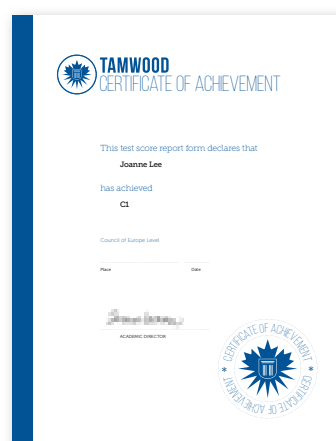 TAMWOOD
CERTIFICATE OF ACHIEVEMENT
This test score report form declares that
Joanne Lee
has achieved
C1
Council of Europe Level
Place Date
ACADEMIC DIRECTOR
CERTIFICATE OF ACHIEVEMENT
CERTIFICATE OF ACHIEVEMENT